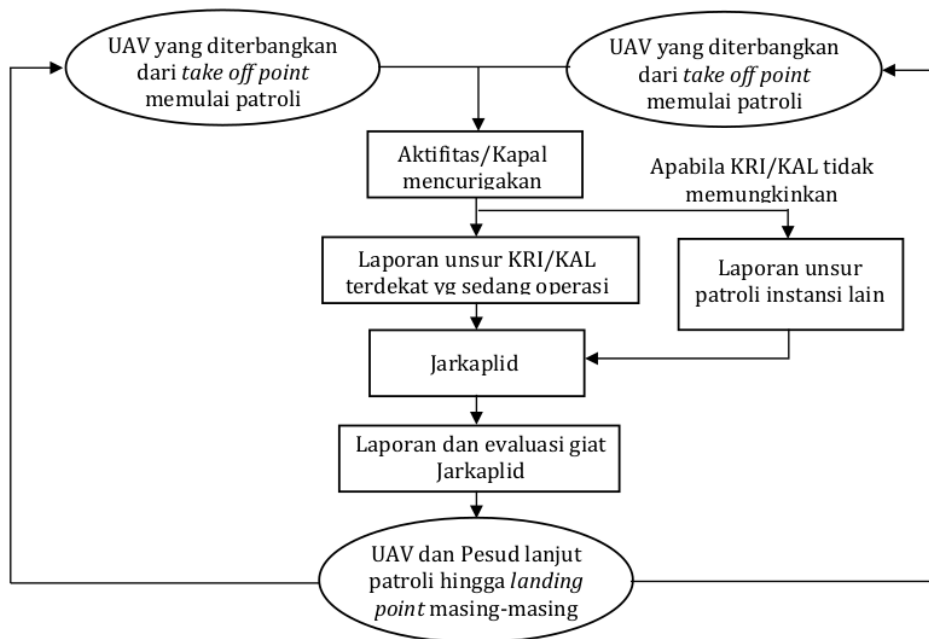 UAV yang diterbangkan
dari take off point
memulai patroli
UAV yang diterbangkan
dari take off point
memulai patroli
Aktifitas/Kapal
mencurigakan
Apabila KRI/KAL tidak
memungkinkan
Laporan unsur KRI/KAL
terdekat yg sedang operasi
Laporan unsur
patroli instansi lain
Jarkaplid
Laporan dan evaluasi giat
Jarkaplid
UAV dan Pesud lanjut
patroli hingga landing
point masing-masing